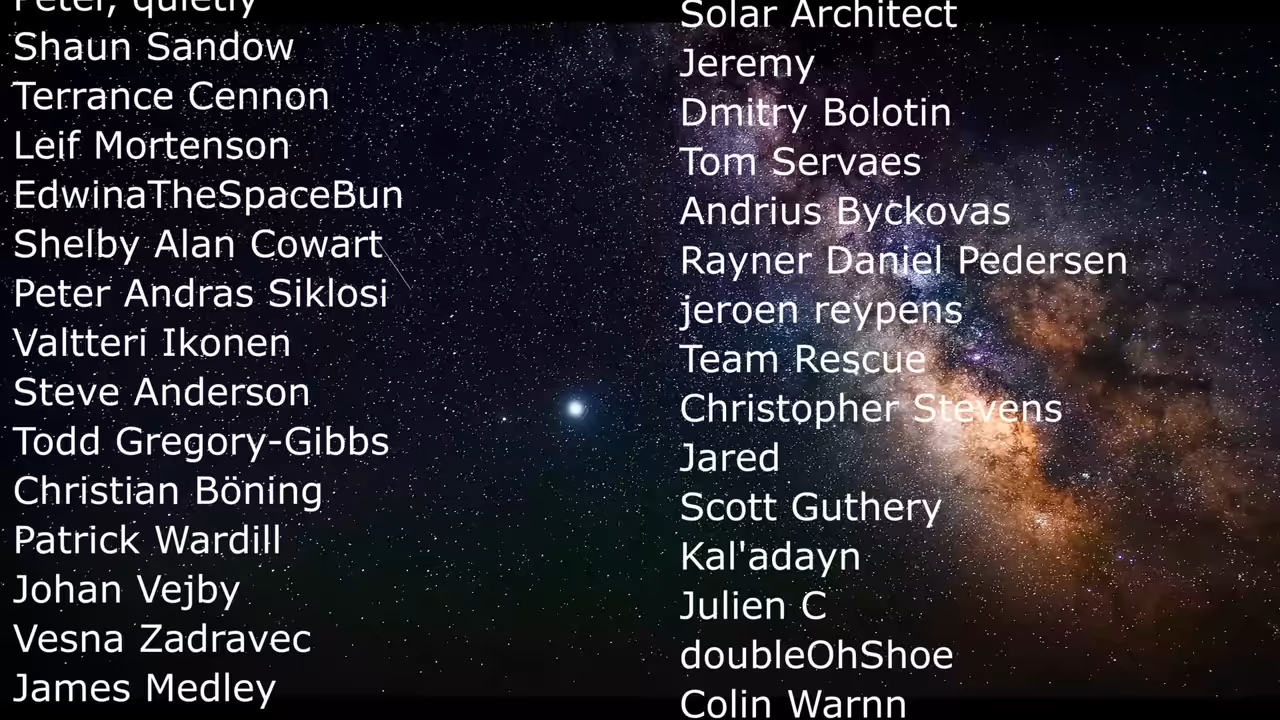 Peter, quietly
Shaun Sandow
Terrance Cennon
Leif Mortenson
EdwinaTheSpaceBun
Shelby Alan Cowart
Peter Andras Siklosi
Valtteri Ikonen
Steve Anderson
Todd Gregory-Gibbs
Christian Böning
Patrick Wardill
Johan Vejby
Vesna Zadravec
James Medley
Solar Architect
Jeremy
Dmitry Bolotin
Tom Servaes
Andrius Byckovas
Rayner Daniel Pedersen
jeroen reypens
Team Rescue
Christopher Stevens
Jared
Scott Guthery
Kal'adayn
Julien C
doubleOhShoe
Colin Warnn